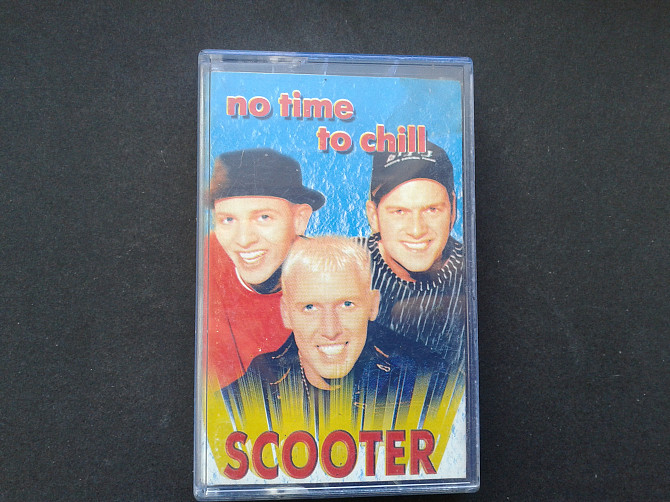 no time
to chill
SCOOTER